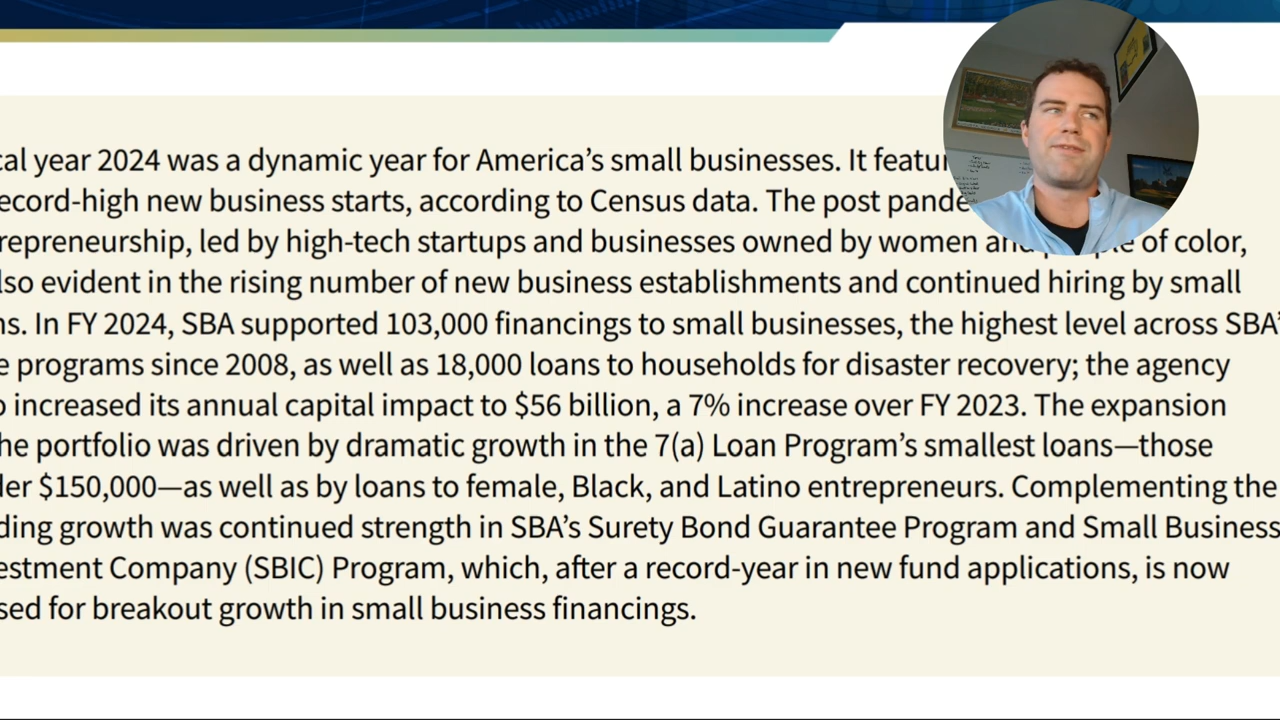 cal year 2024 was a dynamic year for America’s small businesses. It featur
ecord-high new business starts, according to Census data. The post pande
repreneurship, led by high-tech startups and businesses owned by women and people of color,
lso evident in the rising number of new business establishments and continued hiring by small
ns. In FY 2024, SBA supported 103,000 financings to small businesses, the highest level across SBA’
e programs since 2008, as well as 18,000 loans to households for disaster recovery; the agency
o increased its annual capital impact to $56 billion, a 7% increase over FY 2023. The expansion
he portfolio was driven by dramatic growth in the 7(a) Loan Program’s smallest loans—those
der $150,000—as well as by loans to female, Black, and Latino entrepreneurs. Complementing the
ding growth was continued strength in SBA’s Surety Bond Guarantee Program and Small Business
estment Company (SBIC) Program, which, after a record-year in new fund applications, is now
sed for breakout growth in small business financings.